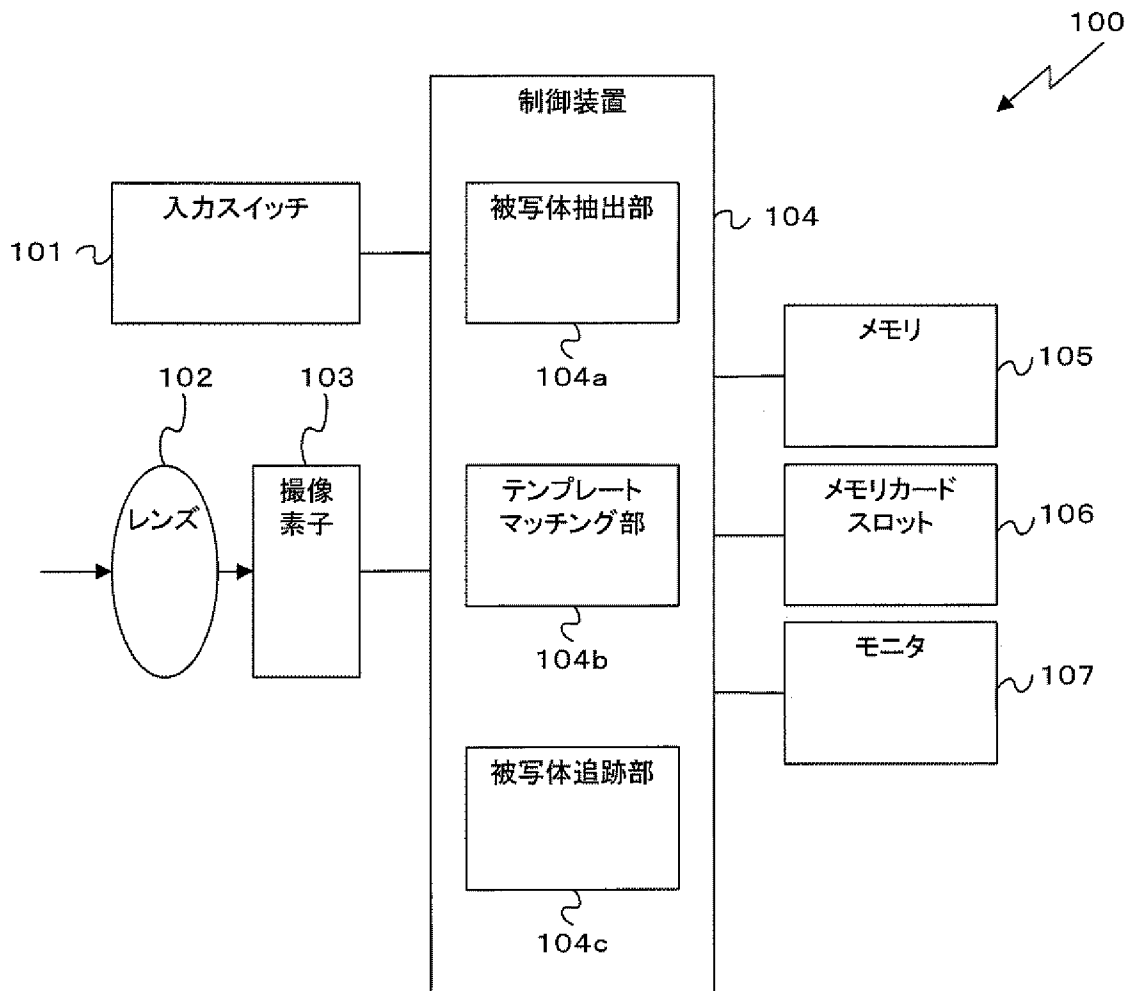 100
制御装置
入力スイッチ
101
被写体抽出部
104
104a
メモリ
105
102
103
レンズ
撮像
素子
テンプレート
マッチング部
104b
メモリカード
スロット
106
モニタ
107
被写体追跡部
104c